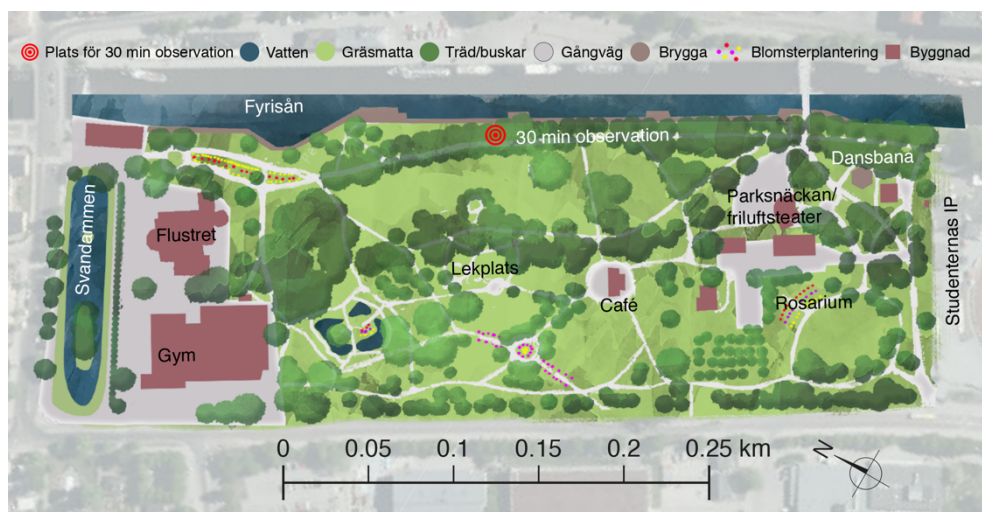 Plats för 30 min observation
Vatten
Gräsmatta
Träd/buskar
Gångväg
Brygga
Blomsterplantering
Byggnad
Fyrisån
30 min observation
Dansbana
Svandammen
Flustret
Parksnäckan/
friluftsteater
Studenternas IP
Lekplats
Café
Rosarium
Gym
0
0.05
0.1
0.15
0.2
0.25 km
N